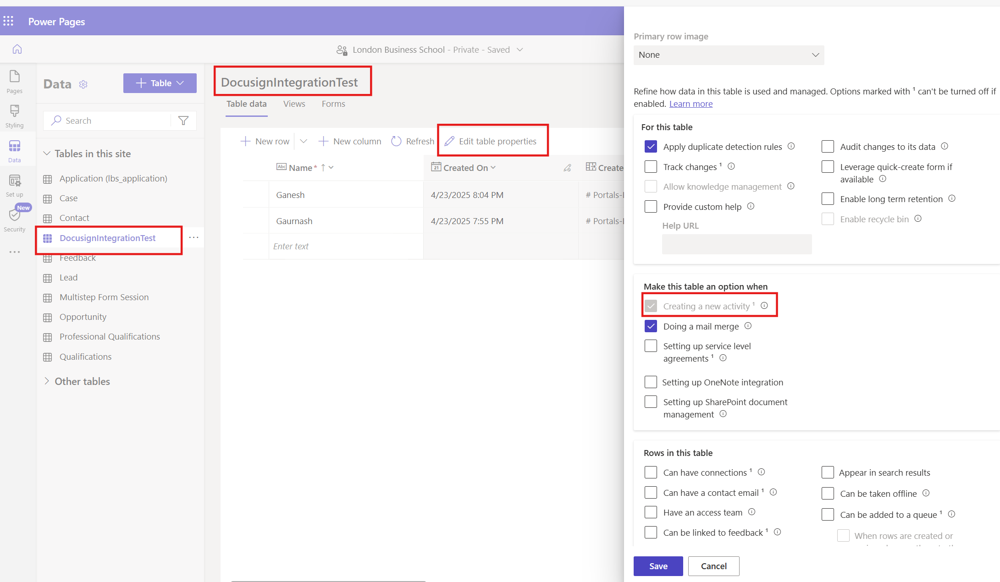 Power Pages
London Business School - Private - Saved
Pages
Styling
Data
Set up
New
Security
Data
Table
Search
Tables in this site
Application (lbs_application)
Case
Contact
DocusignIntegrationTest
Feedback
Lead
Multistep Form Session
Opportunity
Professional Qualifications
Qualifications
Other tables
DocusignIntegrationTest
Table data Views Forms
New row New column Refresh Edit table properties
Abc Name * ↑ 21 Created On Create
Ganesh 4/23/2025 8:04 PM # Portals-
Gaurnash 4/23/2025 7:55 PM # Portals-
Enter text
Primary row image
None
Refine how data in this table is used and managed. Options marked with ¹ can't be turned off if
enabled. Learn more
For this table
Apply duplicate detection rules
Track changes ¹
Allow knowledge management
Provide custom help
Help URL
Audit changes to its data
Leverage quick-create form if
available
Enable long term retention
Enable recycle bin
Make this table an option when
Creating a new activity ¹
Doing a mail merge
Setting up service level
agreements ¹
Setting up OneNote integration
Setting up SharePoint document
management
Rows in this table
Can have connections ¹
Can have a contact email ¹
Have an access team
Can be linked to feedback ¹
Appear in search results
Can be taken offline
Can be added to a queue ¹
When rows are created or
Save Cancel